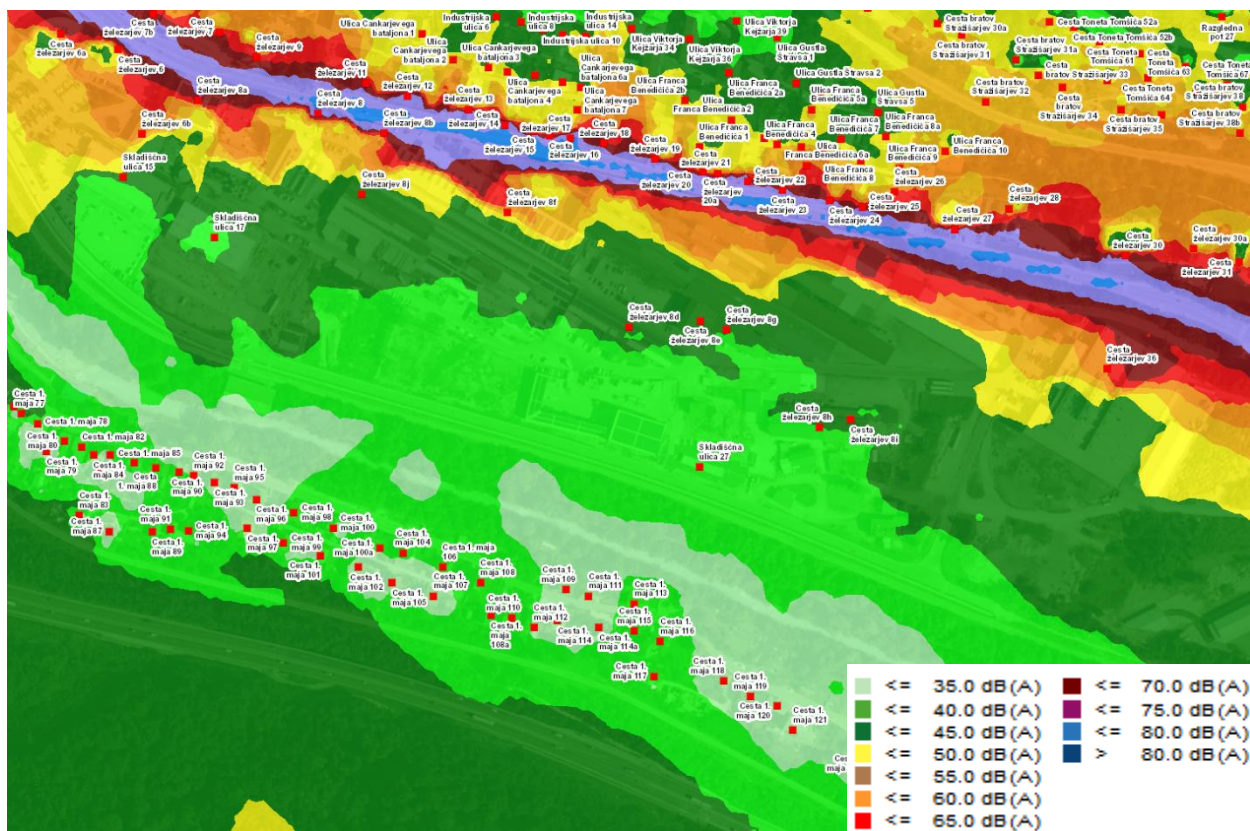 Cesta
železarjev 7b
Cesta
železarjev 7
Ulica
Cankarjevega
bataljona 1
Industrijska
ulica 6
Industrijska
ulica 8
Industrijska
ulica 14
Industrijska
ulica 10
Ulica
Viktorja
Kejžarja 34
Ulica Viktorja
Kejžarja 36
Ulica Viktorja
Kejžarja 39
Ulica Gustla
Stravsa 1
Ulica Gustla Stravsa 2
Cesta bratov
Stražišarjev 30a
Cesta bratov
Stražišarjev 31
Cesta bratov
Stražišarjev 31a
Cesta Toneta Tomšiča 52a
Cesta Toneta Tomšiča 52b
Razgledna
pot 27
Cesta
železarjev 6a
Cesta
železarjev 6
Cesta
železarjev 9
Ulica
Cankarjevega
bataljona 2
Ulica Cankarjevega
bataljona 3
Ulica
Cankarjevega
bataljona 6a
Ulica
Cankarjevega
bataljona 4
Ulica
Cankarjevega
bataljona 7
Ulica Franca
Benedičiča 2b
Ulica Franca
Benedičiča 2a
Ulica
Franca
Benedičiča 2
Ulica Franca
Benedičiča 5a
Ulica Gustla
Stravsa 5
Cesta bratov
Stražišarjev 32
Cesta
bratov
Stražišarjev 33
Cesta
Toneta
Tomšiča 61
Cesta
Toneta
Tomšiča 63
Cesta Toneta
Tomšiča 67
Cesta
Toneta
Tomšiča 64
Cesta
bratov
Stražišarjev 34
Cesta
bratov
Stražišarjev 35
Cesta bratov
Stražišarjev 38
Cesta bratov
Stražišarjev 38b
Cesta
železarjev 8a
Cesta
železarjev 11
Cesta
železarjev 12
Cesta
železarjev 8
Cesta
železarjev 13
Cesta
železarjev 8b
Cesta
železarjev 14
Cesta
železarjev 17
Cesta
železarjev 18
Cesta
železarjev 15
Cesta
železarjev 16
Ulica Franca
Benedičiča 1
Ulica Franca
Benedičiča 4
Ulica Franca
Benedičiča 7
Ulica Franca
Benedičiča 8a
Ulica
Franca
Benedičiča 6a
Ulica Franca
Benedičiča 9
Ulica
Franca
Benedičiča 10
Ulica Franca
Benedičiča 8
Cesta
železarjev 6b
Skladiščna
ulica 15
Cesta
železarjev 8j
Cesta
železarjev 8f
Cesta
železarjev 19
Cesta
železarjev 20
Cesta
železarjev 21
Cesta
železarjev
20a
Cesta
železarjev 22
Cesta
železarjev 23
Cesta
železarjev 24
Cesta
železarjev 25
Cesta
železarjev 26
Cesta
železarjev 27
Cesta
železarjev 28
Cesta
železarjev 30
Cesta
železarjev 30a
Cesta
železarjev 31
Skladiščna
ulica 17
Cesta
železarjev 8d
Cesta
železarjev 8e
Cesta
železarjev 8g
Cesta
železarjev 36
Cesta
železarjev 8h
Cesta
železarjev 8i
Skladiščna
ulica 27
Cesta 1.
maja 77
Cesta 1. maja 78
Cesta 1.
maja 80
Cesta 1. maja 82
Cesta 1.
maja 79
Cesta 1.
maja 84
Cesta 1. maja 85
Cesta
1. maja 88
Cesta 1.
maja 92
Cesta 1.
maja 90
Cesta 1.
maja 95
Cesta 1.
maja 93
Cesta 1.
maja 83
Cesta 1.
maja 87
Cesta 1.
maja 91
Cesta 1.
maja 89
Cesta 1.
maja 94
Cesta 1.
maja 96
Cesta 1.
maja 98
Cesta 1.
maja 97
Cesta 1.
maja 99
Cesta 1.
maja 100
Cesta 1.
maja 101
Cesta 1.
maja
100a
Cesta 1.
maja 104
Cesta 1.
maja 102
Cesta 1. maja
106
Cesta 1.
maja 105
Cesta 1.
maja 107
Cesta 1.
maja 108
Cesta 1.
maja 109
Cesta 1.
maja 111
Cesta 1.
maja 110
Cesta 1.
maja
108a
Cesta 1.
maja 112
Cesta 1.
maja 113
Cesta 1.
maja 114
Cesta 1.
maja 115
Cesta 1.
maja
114a
Cesta 1.
maja 116
Cesta 1.
maja 117
Cesta 1.
maja 118
Cesta 1.
maja 119
Cesta 1.
maja 120
Cesta 1.
maja 121
<= 35.0 dB(A)
<= 40.0 dB(A)
<= 45.0 dB(A)
<= 50.0 dB(A)
<= 55.0 dB(A)
<= 60.0 dB(A)
<= 65.0 dB(A)
<= 70.0 dB(A)
<= 75.0 dB(A)
<= 80.0 dB(A)
> 80.0 dB(A)